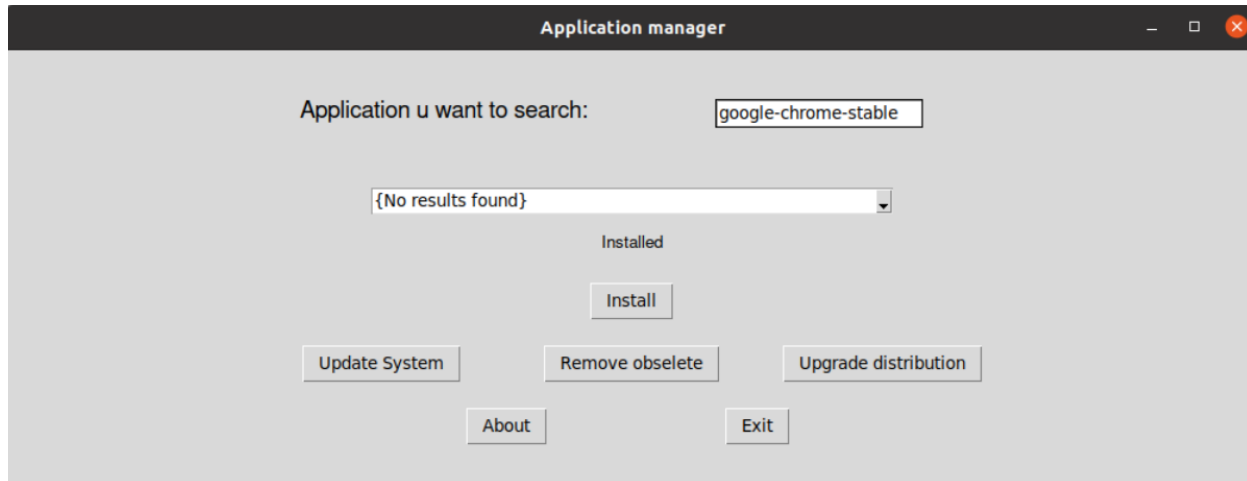 Application manager
Application u want to search: google-chrome-stable
{No results found}
Installed
Install
Update System Remove obselete Upgrade distribution
About Exit